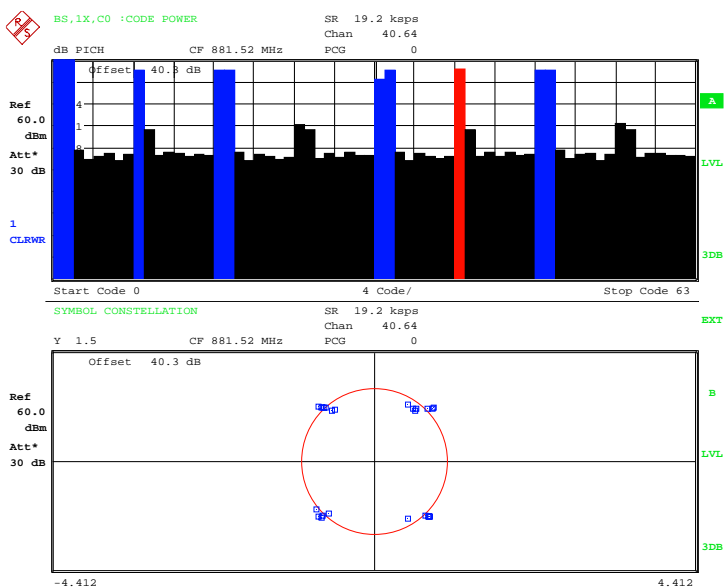 R S
BS,1X,C0 :CODE POWER
SR 19.2 ksps
Chan 40.64
dB PICH CF 881.52 MHz PCG 0
Offset 40.3 dB
Ref
60.0
dBm
Att*
30 dB
1
CLRWR
A
LVL
3DB
Start Code 0 4 Code/ Stop Code 63
SYMBOL CONSTELLATION
SR 19.2 ksps
Chan 40.64
Y 1.5 CF 881.52 MHz PCG 0
Offset 40.3 dB
Ref
60.0
dBm
Att*
30 dB
EXT
B
LVL
3DB
-4.412 4.412